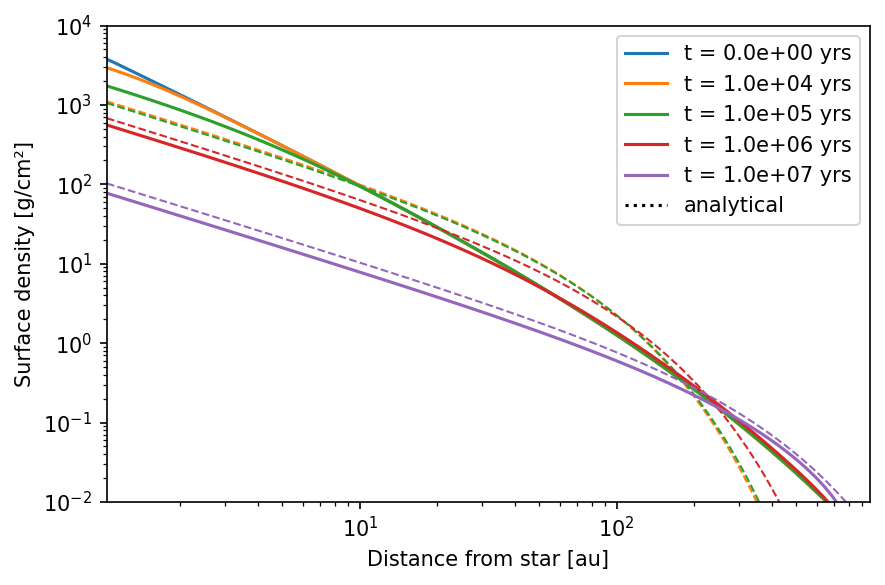 10⁴
10³
10²
10¹
10⁰
10⁻¹
10⁻²
Surface density [g/cm²]
t = 0.0e+00 yrs
t = 1.0e+04 yrs
t = 1.0e+05 yrs
t = 1.0e+06 yrs
t = 1.0e+07 yrs
analytical
10¹
10²
Distance from star [au]